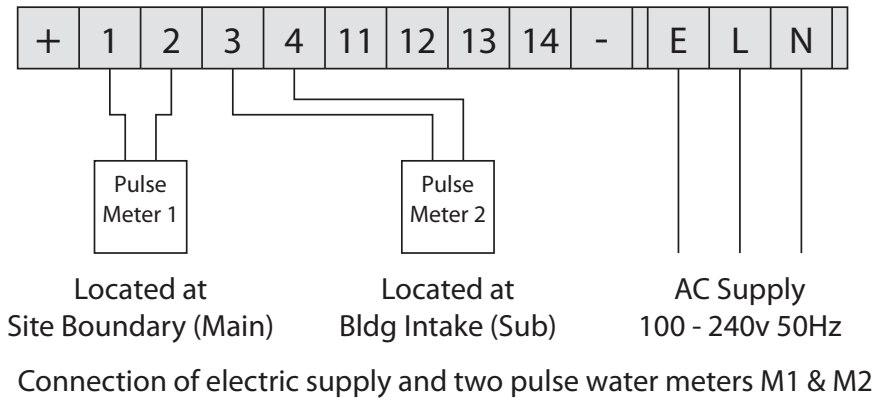 + 1 2 3 4 11 12 13 14 - E L N
Pulse
Meter 1
Pulse
Meter 2
Located at
Site Boundary (Main)
Located at
Bldg Intake (Sub)
AC Supply
100 - 240v 50Hz
Connection of electric supply and two pulse water meters M1 & M2